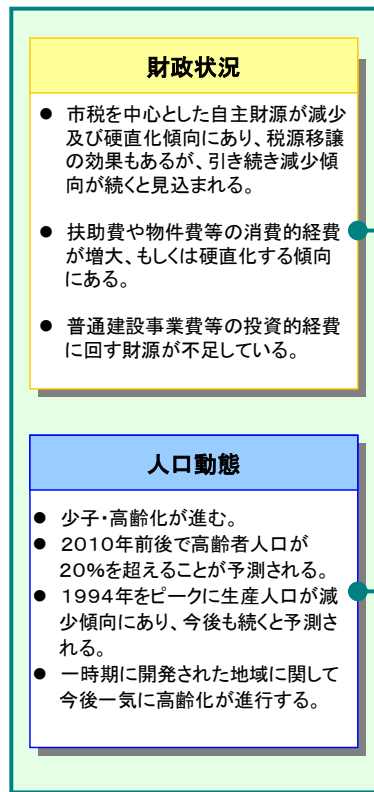 財政状況
● 市税を中心とした自主財源が減少
及び硬直化傾向にあり、税源移譲
の効果もあるが、引き続き減少傾
向が続くと見込まれる。
● 扶助費や物件費等の消費的経費
が増大、もしくは硬直化する傾向
にある。
● 普通建設事業費等の投資的経費
に回す財源が不足している。
人口動態
● 少子・高齢化が進む。
● 2010年前後で高齢者人口が
20%を超えることが予測される。
● 1994年をピークに生産人口が減
少傾向にあり、今後も続くと予測さ
れる。
● 一時期に開発された地域に関して
今後一気に高齢化が進行する。